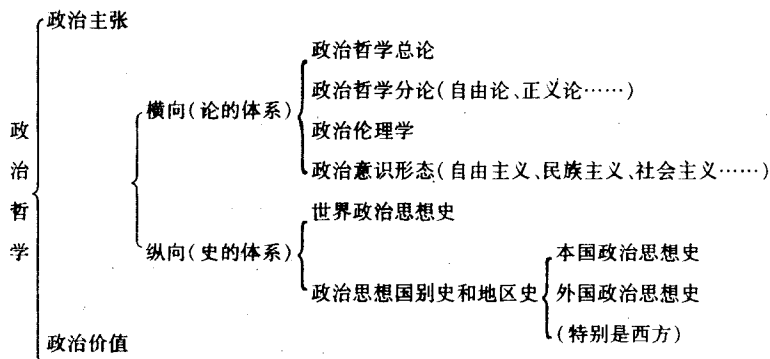 政治主张
政治哲学总论
横向(论的体系)
政治哲学分论(自由论、正义论……)
政治伦理学
政治意识形态(自由主义、民族主义、社会主义……)
政治哲学
世界政治思想史
纵向(史的体系)
政治思想国别史和地区史
本国政治思想史
外国政治思想史
(特别是西方)
政治价值